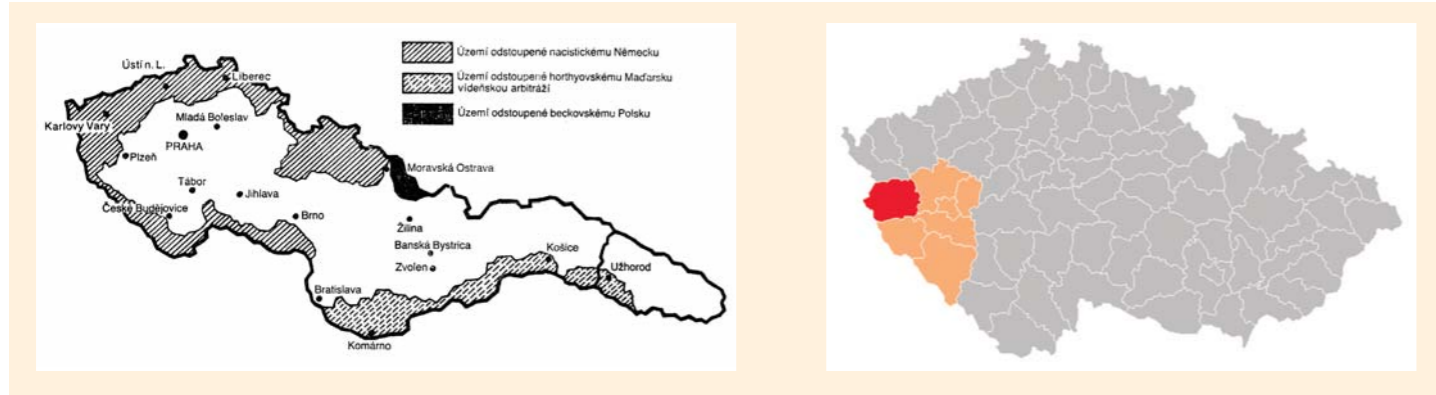 Území odstoupené nacistickému Německu
Území odstoupené horthyovskému Maďarsku
vídeňskou arbitráží
Území odstoupené beckovskému Polsku
Ústí n. L.
Liberec
Mladá Boleslav
Karlovy Vary
PRAHA
Plzeň
Moravská Ostrava
Tábor
Jihlava
České Budějovice
Brno
Žilina
Banská Bystrica
Košice
Zvolen
Užhorod
Bratislava
Komárno